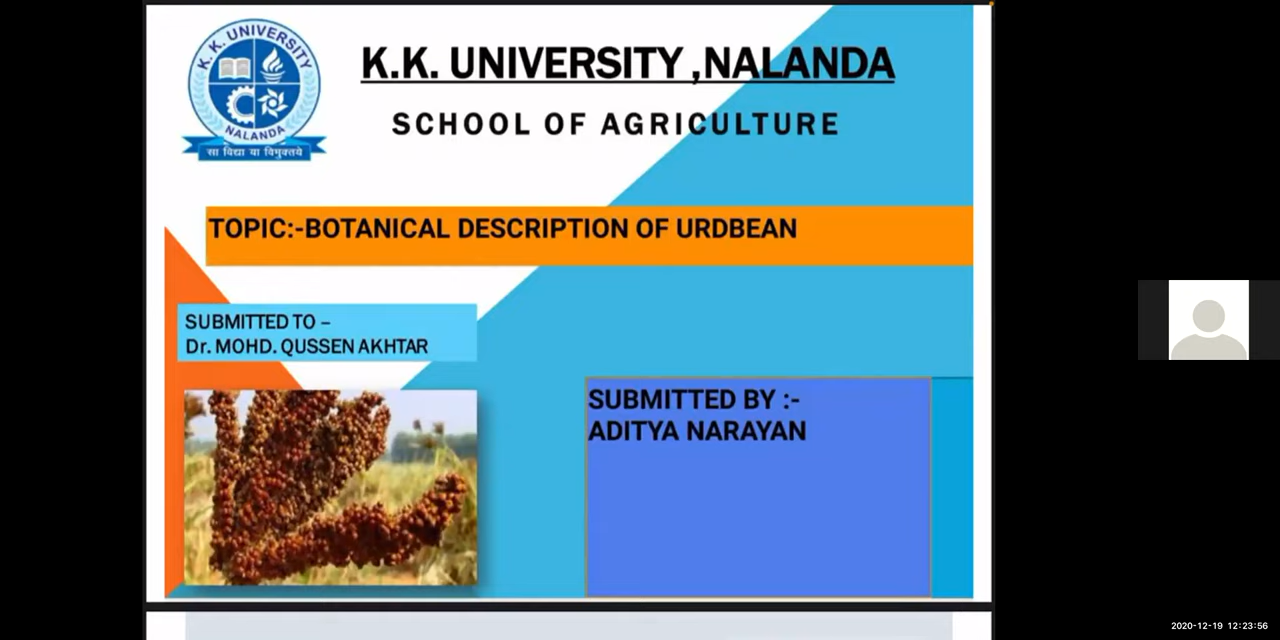 K. K. UNIVERSITY
NALANDA
सा विद्या या विमुक्तये
K.K. UNIVERSITY ,NALANDA
SCHOOL OF AGRICULTURE
TOPIC:-BOTANICAL DESCRIPTION OF URDBEAN
SUBMITTED TO –
Dr. MOHD. QUSSEN AKHTAR
SUBMITTED BY :-
ADITYA NARAYAN
2020-12-19 12:23:56